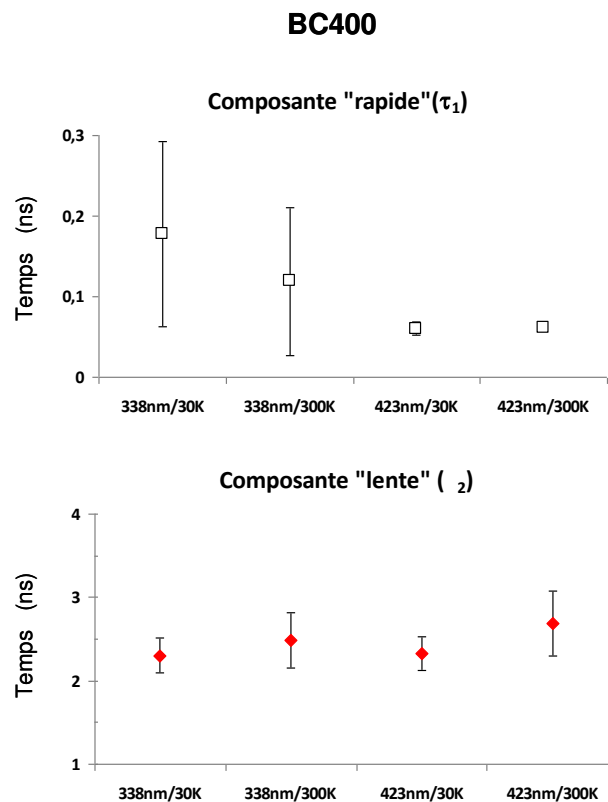 BC400
Composante "rapide"(τ₁)
0,3
0,2
0,1
0
Temps (ns)
338nm/30K 338nm/300K 423nm/30K 423nm/300K
Composante "lente" ( ₂)
4
3
2
1
Temps (ns)
338nm/30K 338nm/300K 423nm/30K 423nm/300K